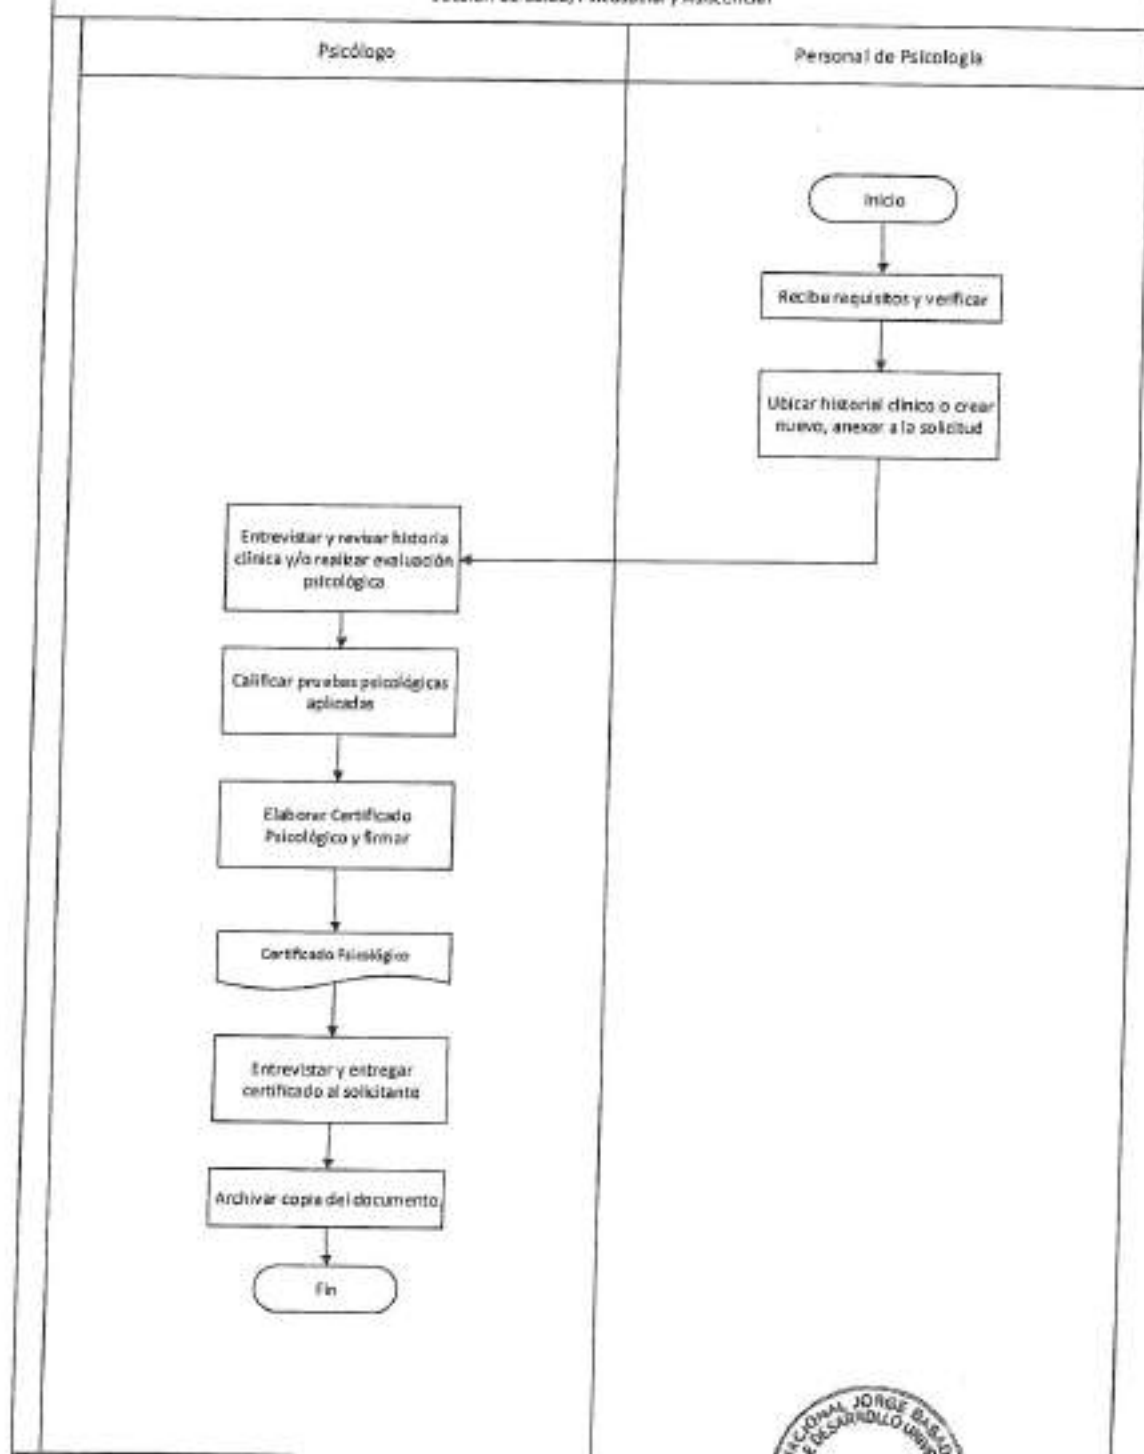 Psicólogo
Personal de Psicología
Inicio
Recibe requisitos y verificar
Ubicar historial clínico o crear
nuevo, anexar a la solicitud
Entrevistar y revisar historia
clínica y/o realizar evaluación
psicológica
Calificar pruebas psicológicas
aplicadas
Elaborar Certificado
Psicológico y firmar
Certificado Psicológico
Entrevistar y entregar
certificado al solicitante
Archivar copia del documento
Fin
NACIONAL JORGE
DESARROLLO